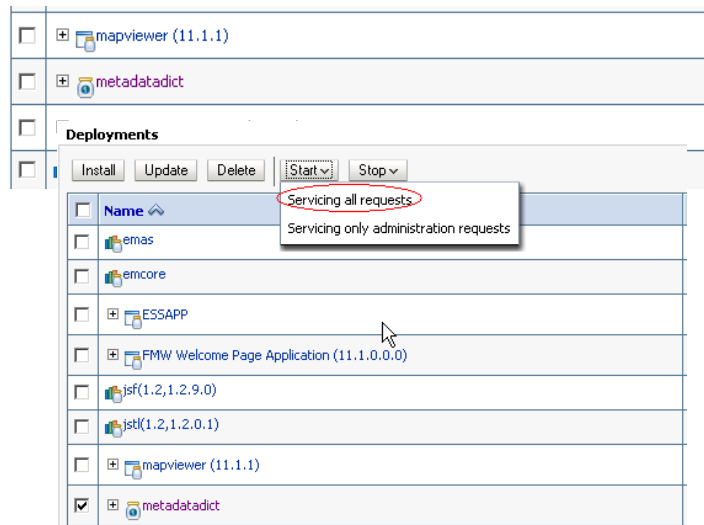 mapviewer (11.1.1)
metadatadict
Deployments
Install Update Delete Start Stop
Servicing all requests
Servicing only administration requests
Name
emas
emcore
ESSAPP
FMW Welcome Page Application (11.1.0.0.0)
jsf(1.2,1.2.9.0)
jstl(1.2,1.2.0.1)
mapviewer (11.1.1)
metadatadict